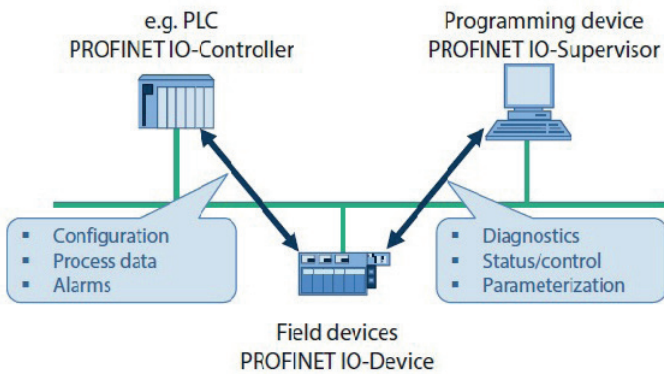 e.g. PLC
PROFINET IO-Controller
Programming device
PROFINET IO-Supervisor
▪ Configuration
▪ Process data
▪ Alarms
▪ Diagnostics
▪ Status/control
▪ Parameterization
Field devices
PROFINET IO-Device